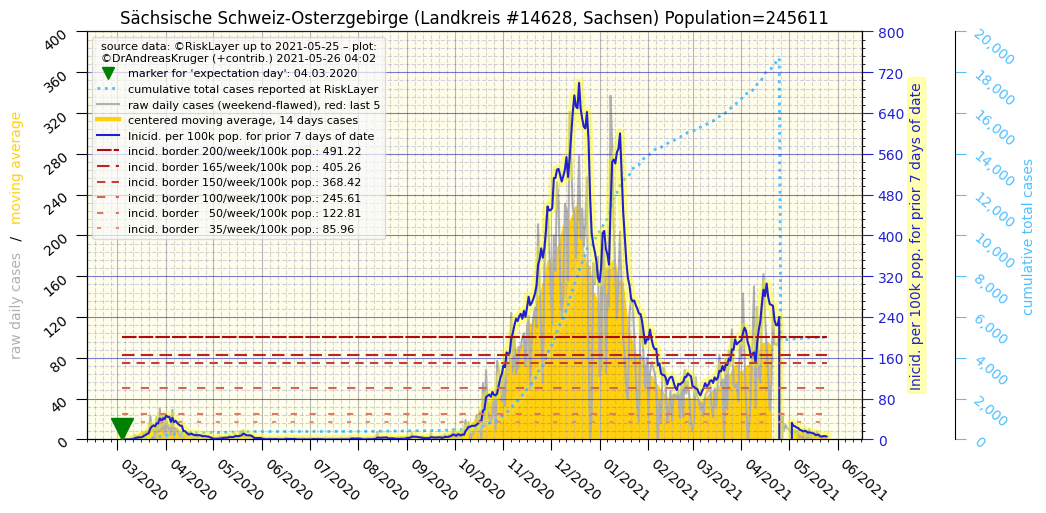 Sächsische Schweiz-Osterzgebirge (Landkreis #14628, Sachsen) Population=245611
source data: ©RiskLayer up to 2021-05-25 – plot:
©DrAndreasKruger (+contrib.) 2021-05-26 04:02
marker for 'expectation day': 04.03.2020
cumulative total cases reported at RiskLayer
raw daily cases (weekend-flawed), red: last 5
centered moving average, 14 days cases
Inicid. per 100k pop. for prior 7 days of date
incid. border 200/week/100k pop.: 491.22
incid. border 165/week/100k pop.: 405.26
incid. border 150/week/100k pop.: 368.42
incid. border 100/week/100k pop.: 245.61
incid. border   50/week/100k pop.: 122.81
incid. border   35/week/100k pop.: 85.96
raw daily cases / moving average
400
360
320
280
240
200
160
120
80
40
0
800
720
640
560
480
400
320
240
160
80
0
Inicid. per 100k pop. for prior 7 days of date
20,000
18,000
16,000
14,000
12,000
10,000
8,000
6,000
4,000
2,000
0
cumulative total cases
03/2020
04/2020
05/2020
06/2020
07/2020
08/2020
09/2020
10/2020
11/2020
12/2020
01/2021
02/2021
03/2021
04/2021
05/2021
06/2021